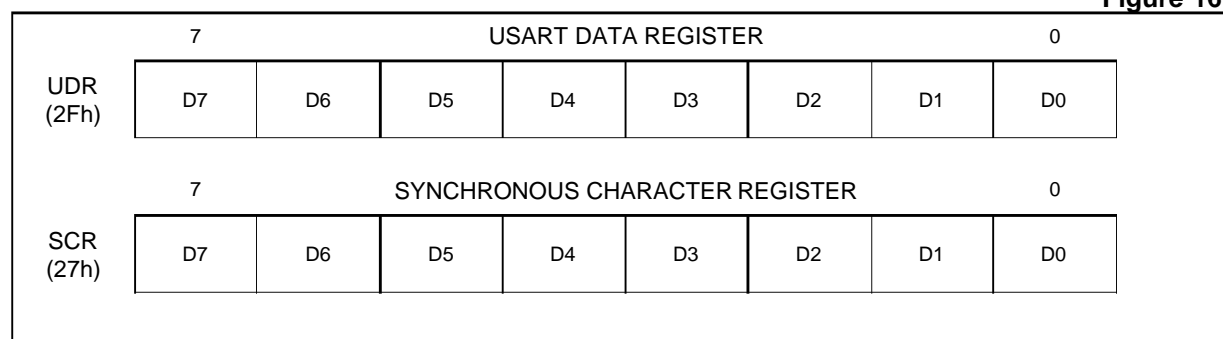 Figure 16
7 USART DATA REGISTER 0
UDR
(2Fh)
D7 D6 D5 D4 D3 D2 D1 D0
7 SYNCHRONOUS CHARACTER REGISTER 0
SCR
(27h)
D7 D6 D5 D4 D3 D2 D1 D0